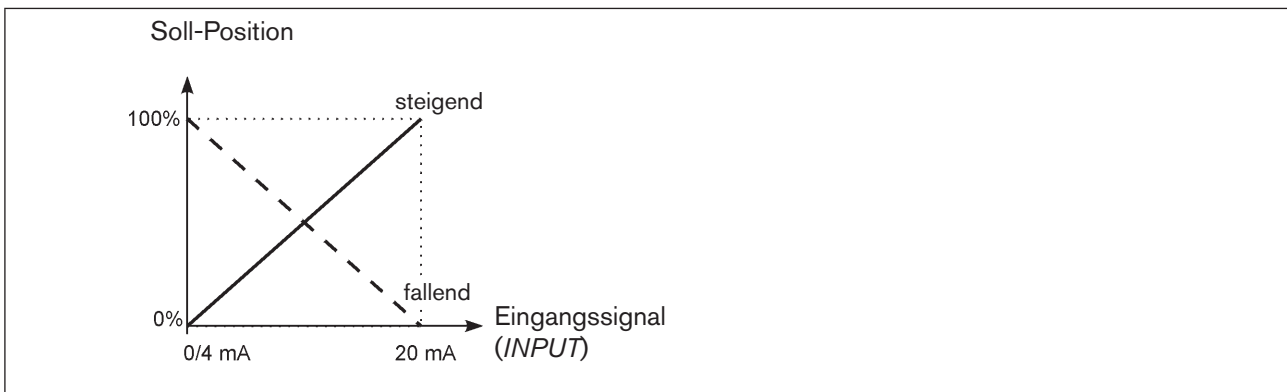 Soll-Position
steigend
100%
fallend
0%
Eingangssignal
(INPUT)
0/4 mA
20 mA